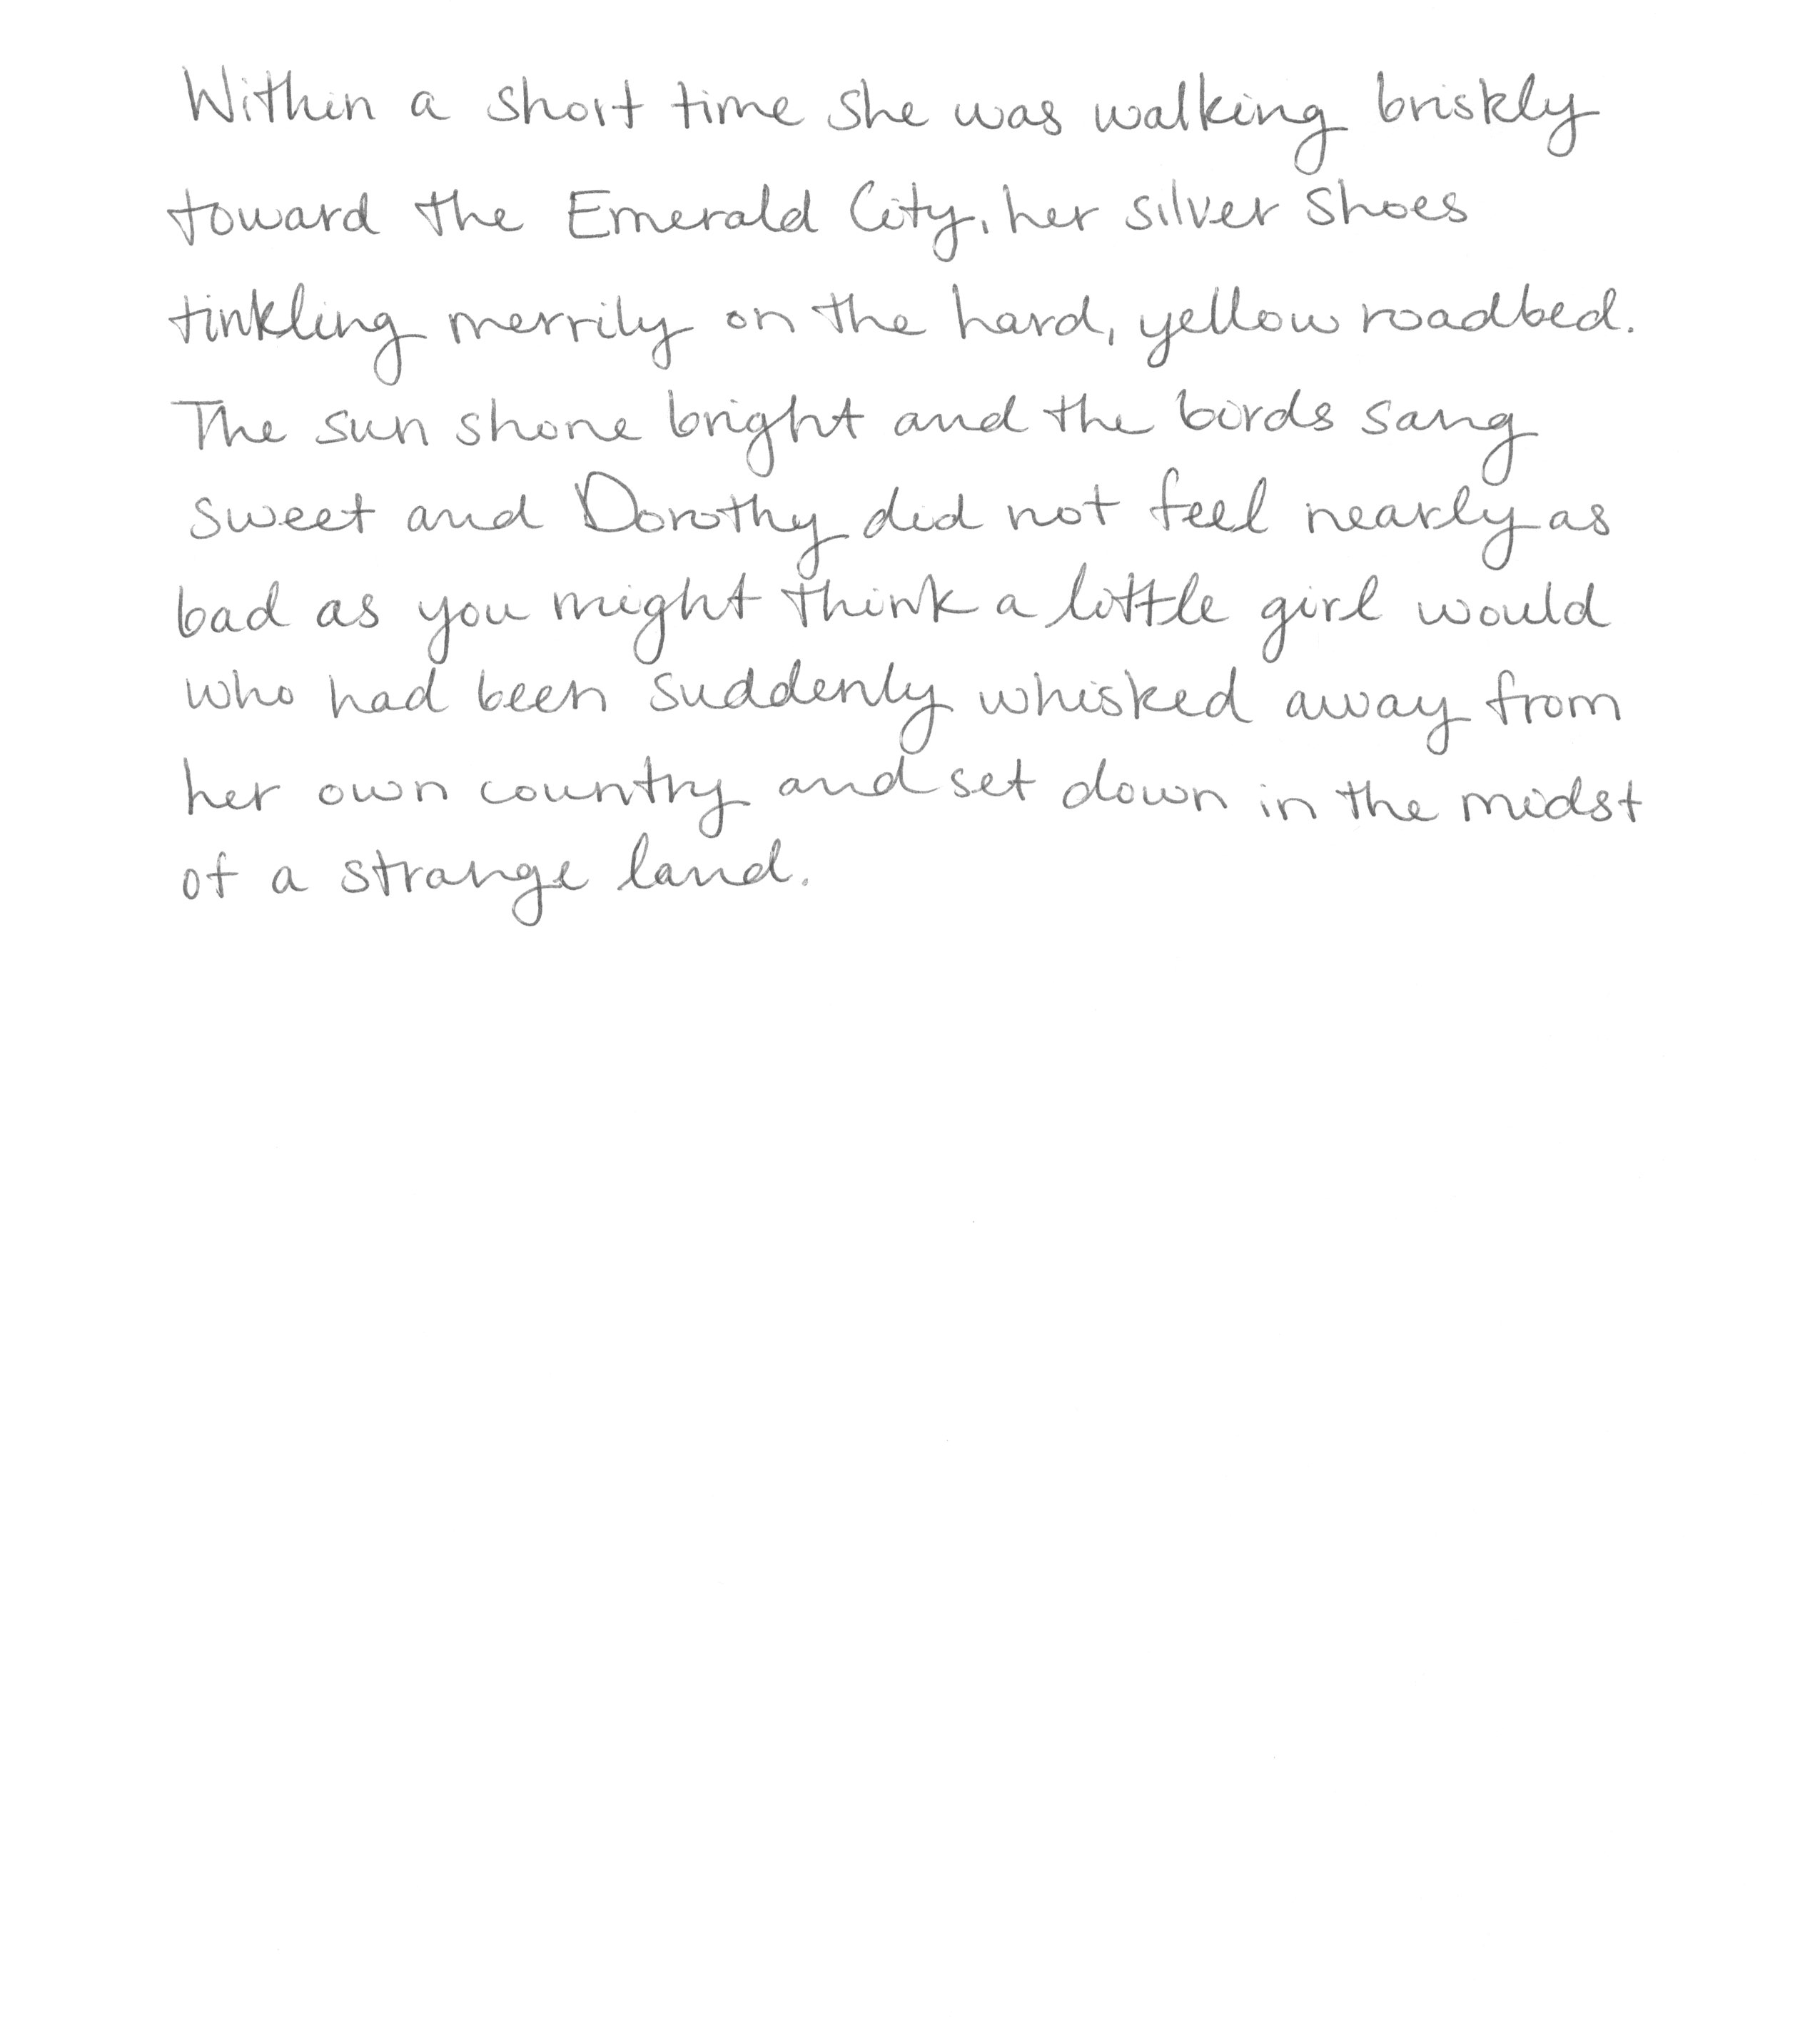 Within a short time she was walking briskly
toward the Emerald City, her silver shoes
tinkling merrily on the hard, yellow roadbed.
The sun shone bright and the birds sang
sweet and Dorothy did not feel nearly as
bad as you might think a little girl would
who had been suddenly whisked away from
her own country and set down in the midst
of a strange land.